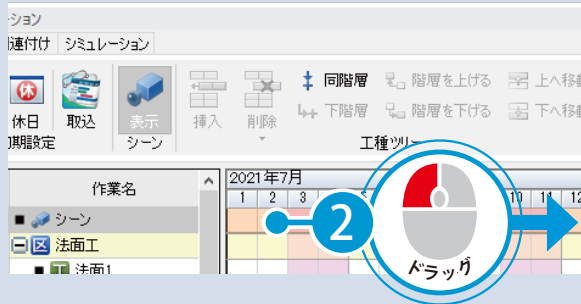 ーション
連付け シミュレーション
休
同階層 階層を上げる 上へ移動
下階層 階層を下げる 下へ移動
休日 取込 表示 挿入 削除
期設定 シーン 工種ツリー
作業名 2021年7月
1 2 3 10 11 12
シーン
2
区 法面工
ドラッグ
工 法面1